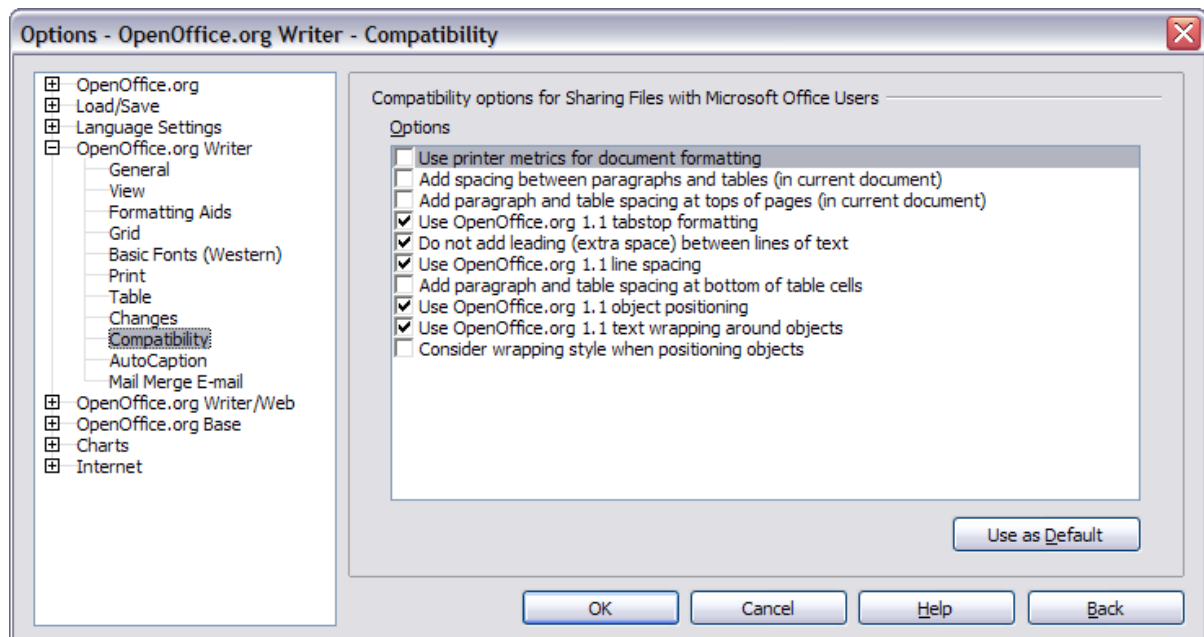 Options - OpenOffice.org Writer - Compatibility
OpenOffice.org
Load/Save
Language Settings
OpenOffice.org Writer
General
View
Formatting Aids
Grid
Basic Fonts (Western)
Print
Table
Changes
Compatibility
AutoCaption
Mail Merge E-mail
OpenOffice.org Writer/Web
OpenOffice.org Base
Charts
Internet
Compatibility options for Sharing Files with Microsoft Office Users
Options
Use printer metrics for document formatting
Add spacing between paragraphs and tables (in current document)
Add paragraph and table spacing at tops of pages (in current document)
Use OpenOffice.org 1.1 tabstop formatting
Do not add leading (extra space) between lines of text
Use OpenOffice.org 1.1 line spacing
Add paragraph and table spacing at bottom of table cells
Use OpenOffice.org 1.1 object positioning
Use OpenOffice.org 1.1 text wrapping around objects
Consider wrapping style when positioning objects
Use as Default
OK
Cancel
Help
Back